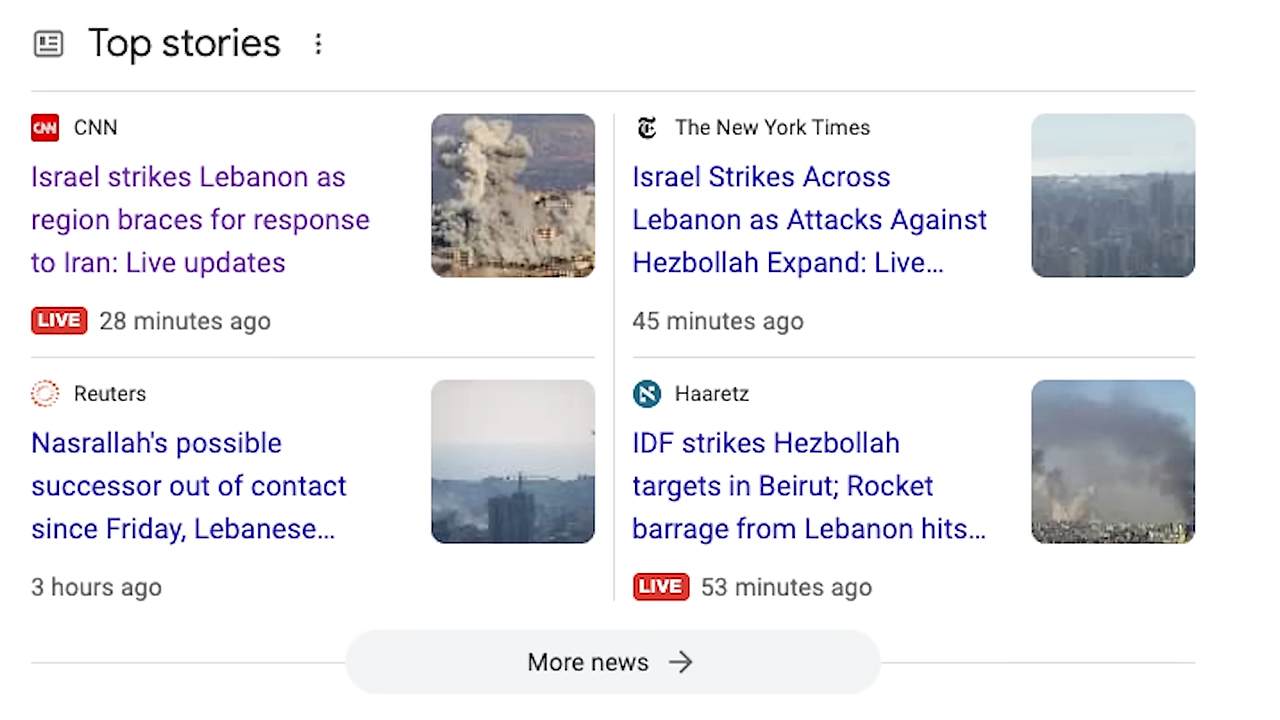 Top stories
CNN
CNN
Israel strikes Lebanon as
region braces for response
to Iran: Live updates
LIVE 28 minutes ago
The New York Times
Israel Strikes Across
Lebanon as Attacks Against
Hezbollah Expand: Live...
45 minutes ago
Reuters
Nasrallah's possible
successor out of contact
since Friday, Lebanese...
3 hours ago
Haaretz
IDF strikes Hezbollah
targets in Beirut; Rocket
barrage from Lebanon hits...
LIVE 53 minutes ago
More news →